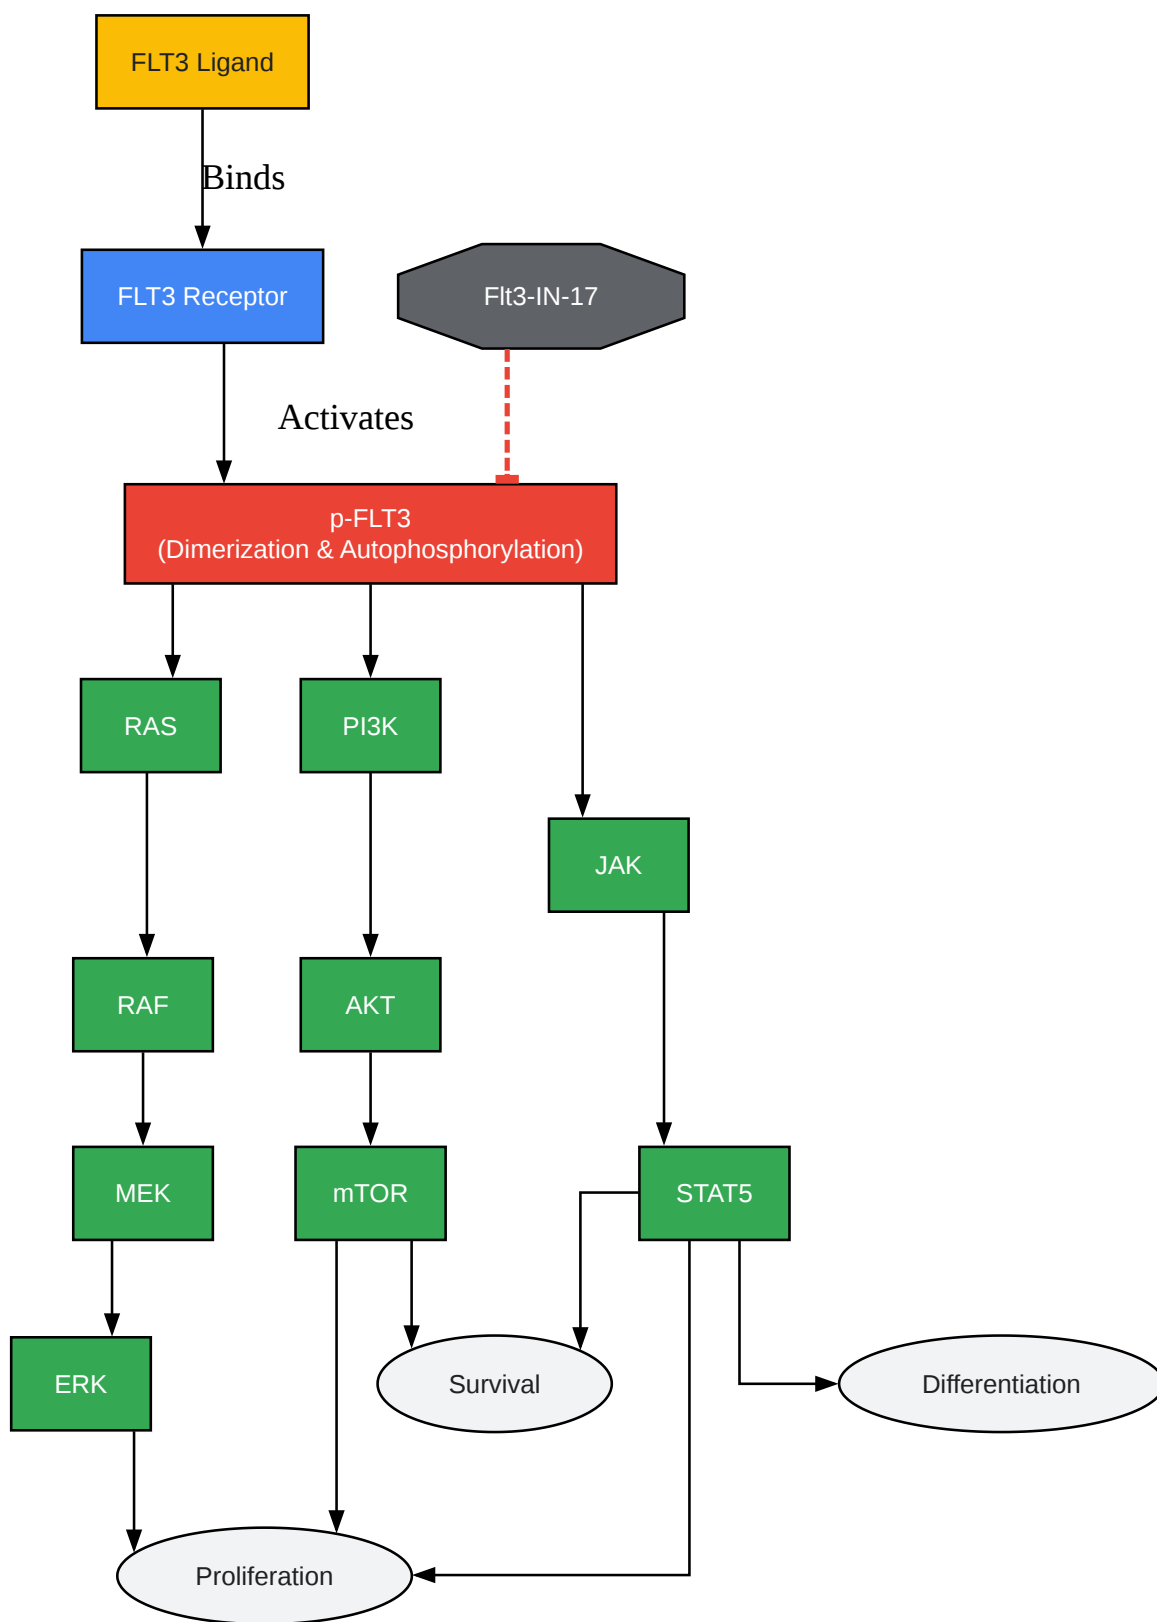 FLT3 Ligand
Binds
FLT3 Receptor
Flt3-IN-17
Activates
p-FLT3
(Dimerization & Autophosphorylation)
RAS
PI3K
JAK
RAF
AKT
MEK
mTOR
STAT5
ERK
Survival
Differentiation
Proliferation